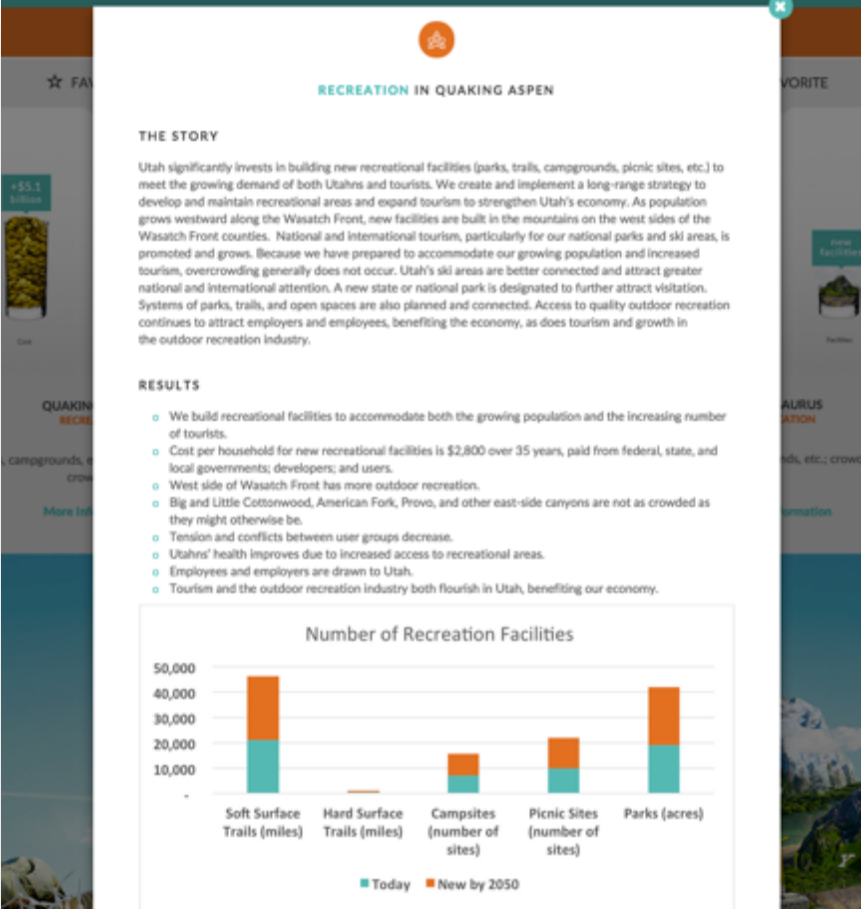 FAV
VORITE
+$5.1
billion
Cost
QUAKIN
RECRE
, campgrounds, e
crow
More Inf
new
facilities
Facilities
AURUS
ATION
nds, etc.; crowd
formation
RECREATION IN QUAKING ASPEN
THE STORY
Utah significantly invests in building new recreational facilities (parks, trails, campgrounds, picnic sites, etc.) to
meet the growing demand of both Utahns and tourists. We create and implement a long-range strategy to
develop and maintain recreational areas and expand tourism to strengthen Utah's economy. As population
grows westward along the Wasatch Front, new facilities are built in the mountains on the west sides of the
Wasatch Front counties. National and international tourism, particularly for our national parks and ski areas, is
promoted and grows. Because we have prepared to accommodate our growing population and increased
tourism, overcrowding generally does not occur. Utah's ski areas are better connected and attract greater
national and international attention. A new state or national park is designated to further attract visitation.
Systems of parks, trails, and open spaces are also planned and connected. Access to quality outdoor recreation
continues to attract employers and employees, benefiting the economy, as does tourism and growth in
the outdoor recreation industry.
RESULTS
We build recreational facilities to accommodate both the growing population and the increasing number
of tourists.
Cost per household for new recreational facilities is $2,800 over 35 years, paid from federal, state, and
local governments; developers; and users.
West side of Wasatch Front has more outdoor recreation.
Big and Little Cottonwood, American Fork, Provo, and other east-side canyons are not as crowded as
they might otherwise be.
Tension and conflicts between user groups decrease.
Utahns' health improves due to increased access to recreational areas.
Employees and employers are drawn to Utah.
Tourism and the outdoor recreation industry both flourish in Utah, benefiting our economy.
Number of Recreation Facilities
50,000
40,000
30,000
20,000
10,000
-
Soft Surface Trails (miles)
Hard Surface Trails (miles)
Campsites (number of sites)
Picnic Sites (number of sites)
Parks (acres)
Today New by 2050